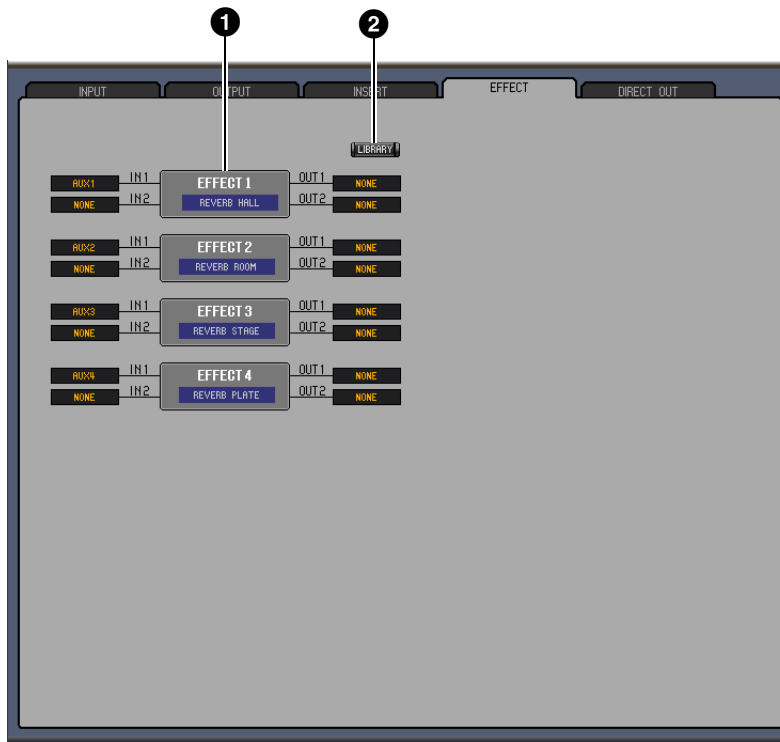 1 2
INPUT OUTPUT INSERT EFFECT DIRECT OUT
LIBRARY
AUX1 IN1 EFFECT 1 OUT1 NONE
NONE IN2 REVERB HALL OUT2 NONE
AUX2 IN1 EFFECT 2 OUT1 NONE
NONE IN2 REVERB ROOM OUT2 NONE
AUX3 IN1 EFFECT 3 OUT1 NONE
NONE IN2 REVERB STAGE OUT2 NONE
AUX4 IN1 EFFECT 4 OUT1 NONE
NONE IN2 REVERB PLATE OUT2 NONE